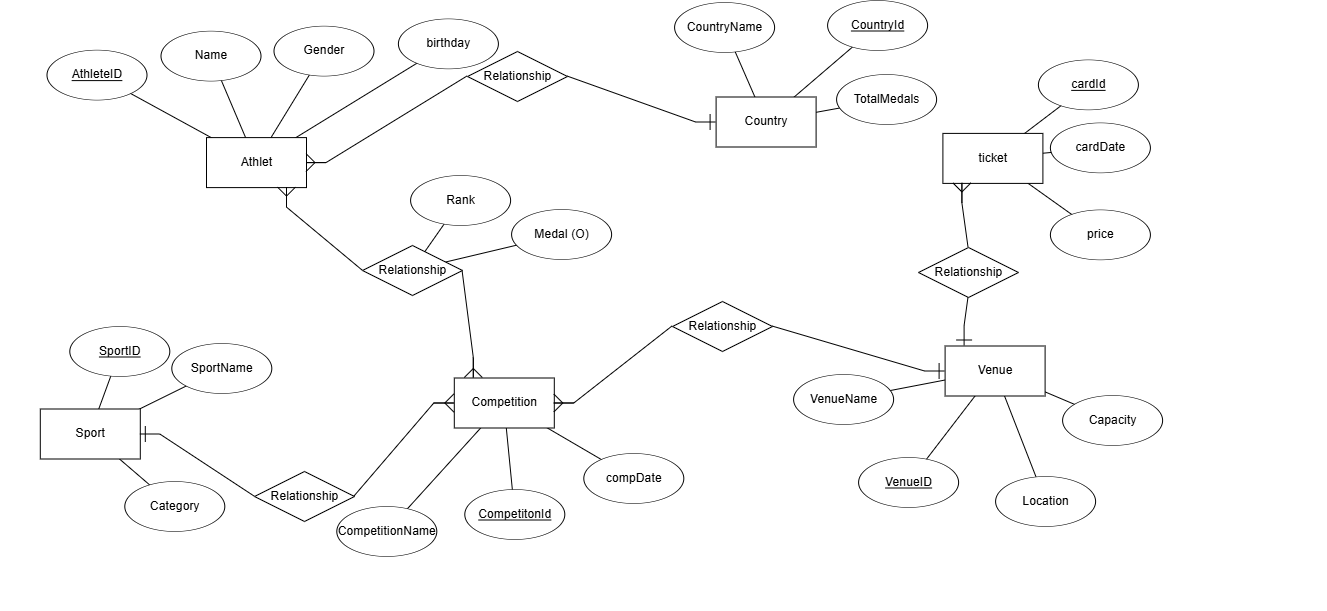 CountryName
CountryId
Name
Gender
birthday
AthleteID
Relationship
TotalMedals
cardId
Country
cardDate
Athlet
ticket
Rank
Medal (O)
price
Relationship
Relationship
Relationship
SportID
SportName
Venue
VenueName
Competition
Capacity
Sport
compDate
VenueID
Relationship
Location
Category
CompetitonId
CompetitionName